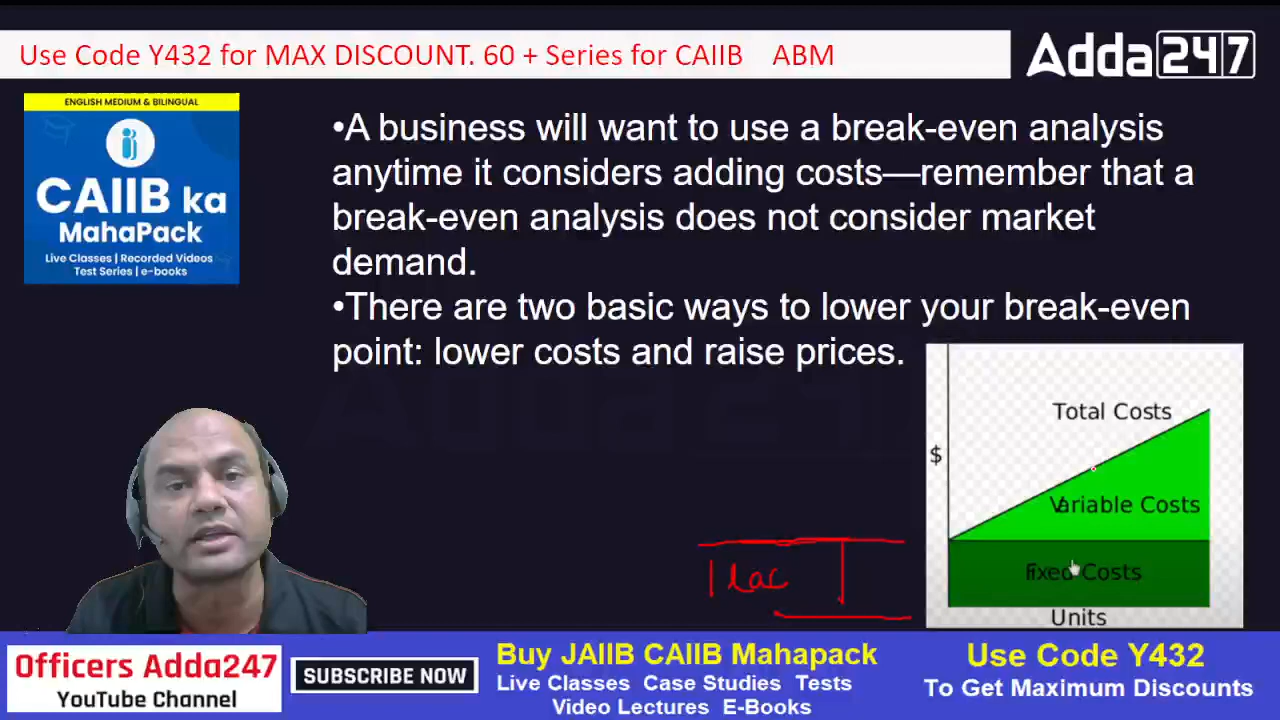 Use Code Y432 for MAX DISCOUNT. 60 + Series for CAIIB ABM
Adda247
ENGLISH MEDIUM & BILINGUAL
CAIIB ka
MahaPack
Live Classes | Recorded Videos
Test Series | e-books
•A business will want to use a break-even analysis
anytime it considers adding costs—remember that a
break-even analysis does not consider market
demand.
•There are two basic ways to lower your break-even
point: lower costs and raise prices.
Total Costs
$
Variable Costs
Fixed Costs
Units
1 lac
Officers Adda247
YouTube Channel
SUBSCRIBE NOW
Buy JAIIB CAIIB Mahapack
Live Classes Case Studies Tests
Video Lectures E-Books
Use Code Y432
To Get Maximum Discounts